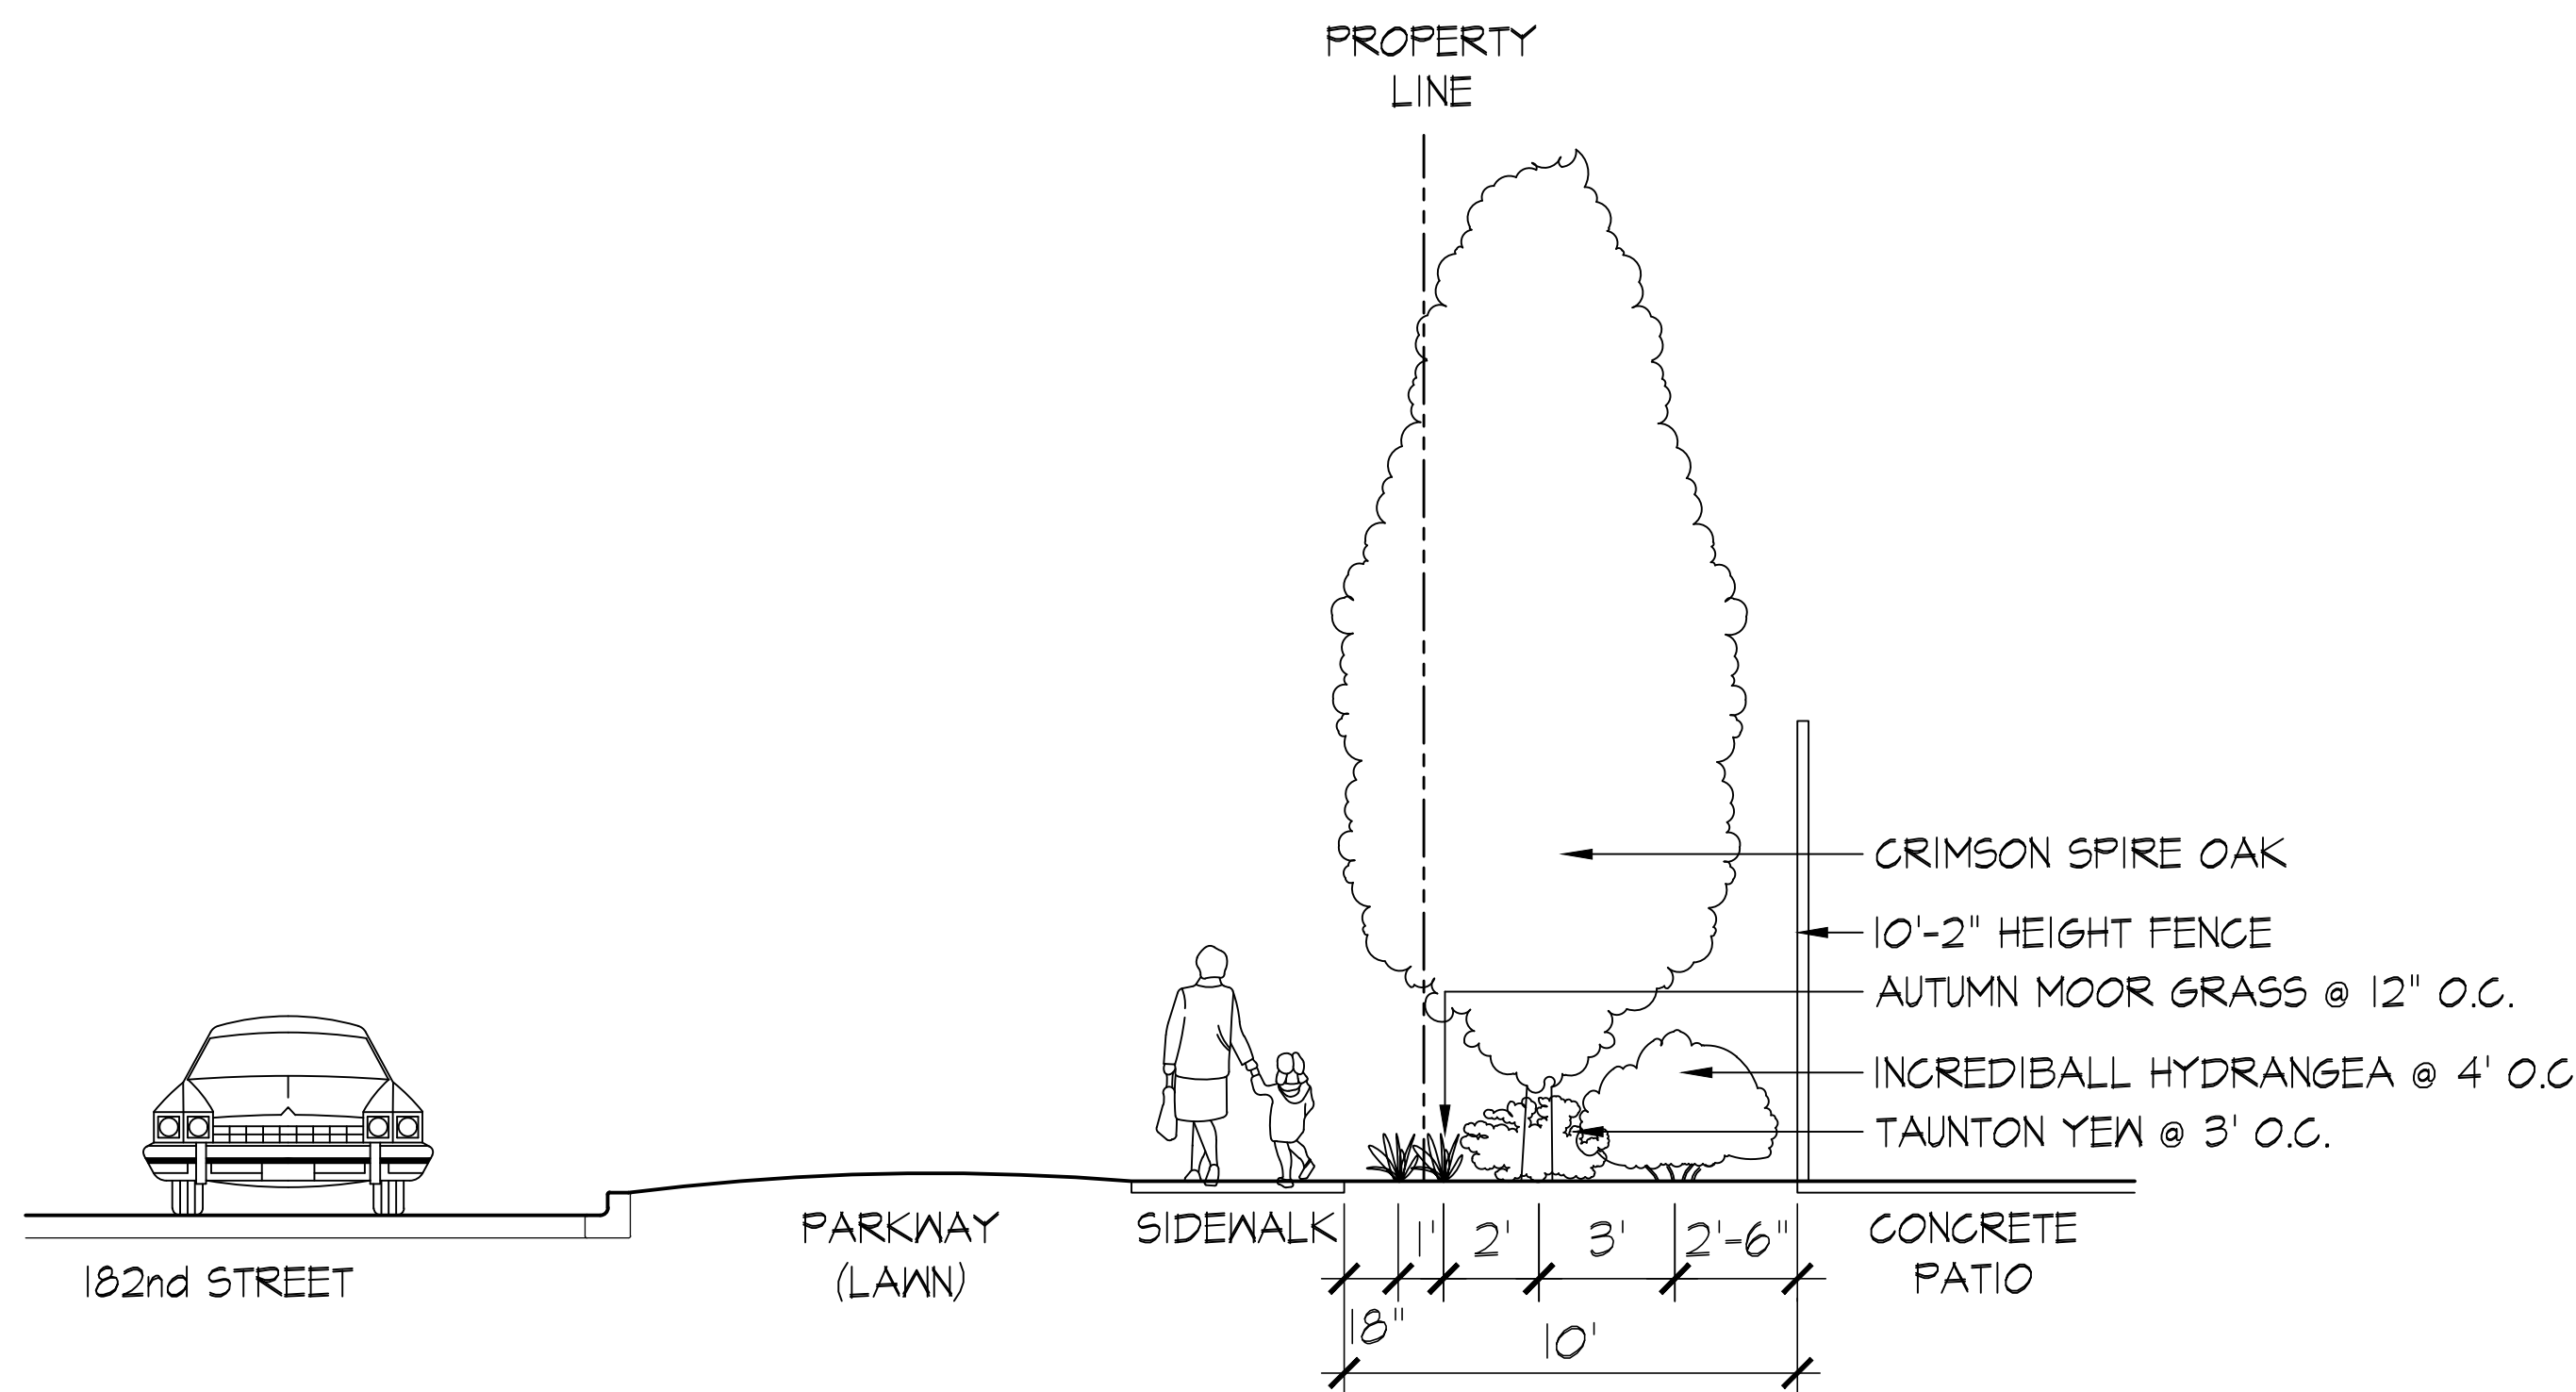 PROPERTY
LINE
CRIMSON SPIRE OAK
10'-2" HEIGHT FENCE
AUTUMN MOOR GRASS @ 12" O.C.
INCREDIBALL HYDRANGEA @ 4' O.C
TAUNTON YEW @ 3' O.C.
182nd STREET
PARKWAY
(LAWN)
SIDEWALK
1' 2' 3' 2'-6"
CONCRETE
PATIO
18"
10'